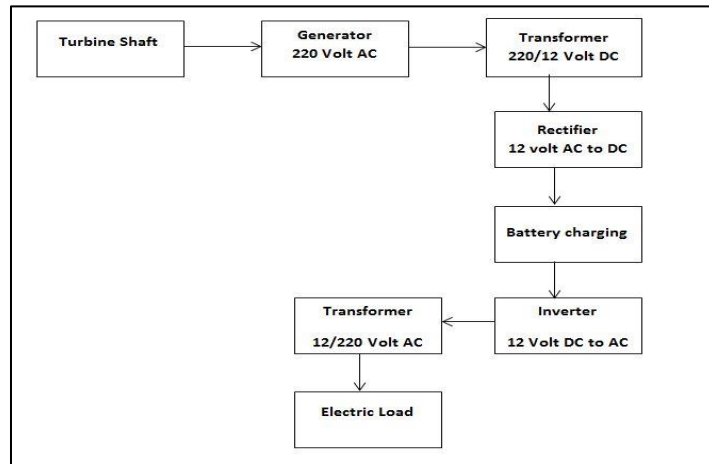 Turbine Shaft
Generator
220 Volt AC
Transformer
220/12 Volt DC
Rectifier
12 volt AC to DC
Battery charging
Inverter
12 Volt DC to AC
Transformer
12/220 Volt AC
Electric Load